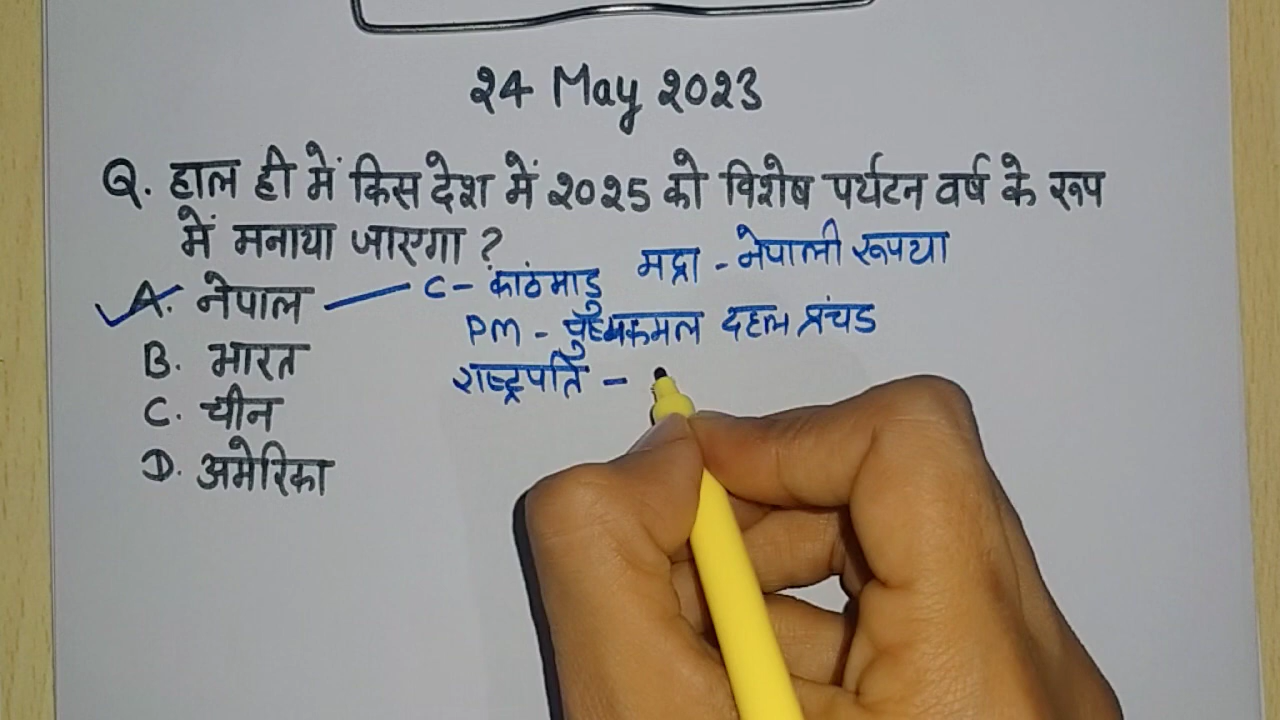 24 May 2023
Q. हाल ही में किस देश में 2025 को विशेष पर्यटन वर्ष के रूप
में मनाया जाएगा ?
A. नेपाल — C - काठमाडु मद्रा - नेपाली रूपया
PM - पुष्पकमल दहल प्रचंड
राष्ट्रपति -
B. भारत
C. चीन
D. अमेरिका